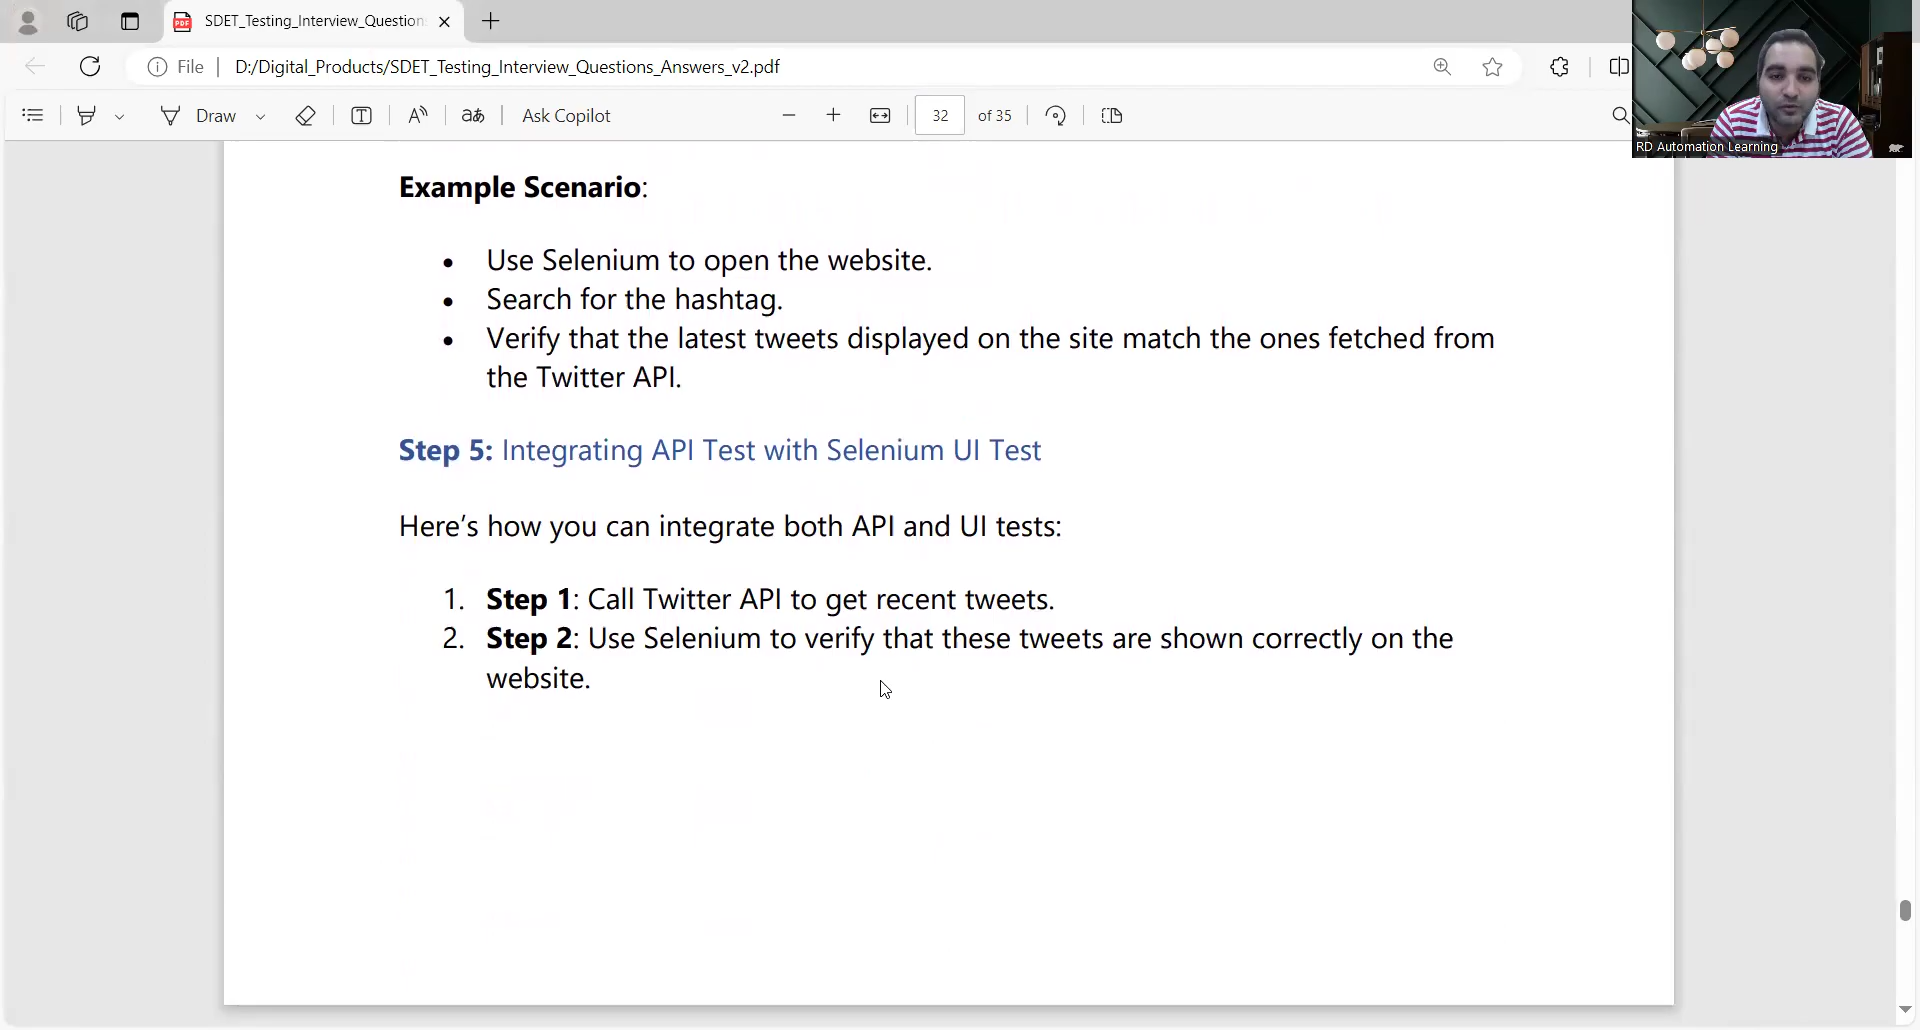 SDET_Testing_Interview_Question
File
D:/Digital_Products/SDET_Testing_Interview_Questions_Answers_v2.pdf
Draw
aあ
Ask Copilot
32
of 35
RD Automation Learning
Example Scenario:
• Use Selenium to open the website.
• Search for the hashtag.
• Verify that the latest tweets displayed on the site match the ones fetched from
the Twitter API.
Step 5: Integrating API Test with Selenium UI Test
Here’s how you can integrate both API and UI tests:
1. Step 1: Call Twitter API to get recent tweets.
2. Step 2: Use Selenium to verify that these tweets are shown correctly on the
website.